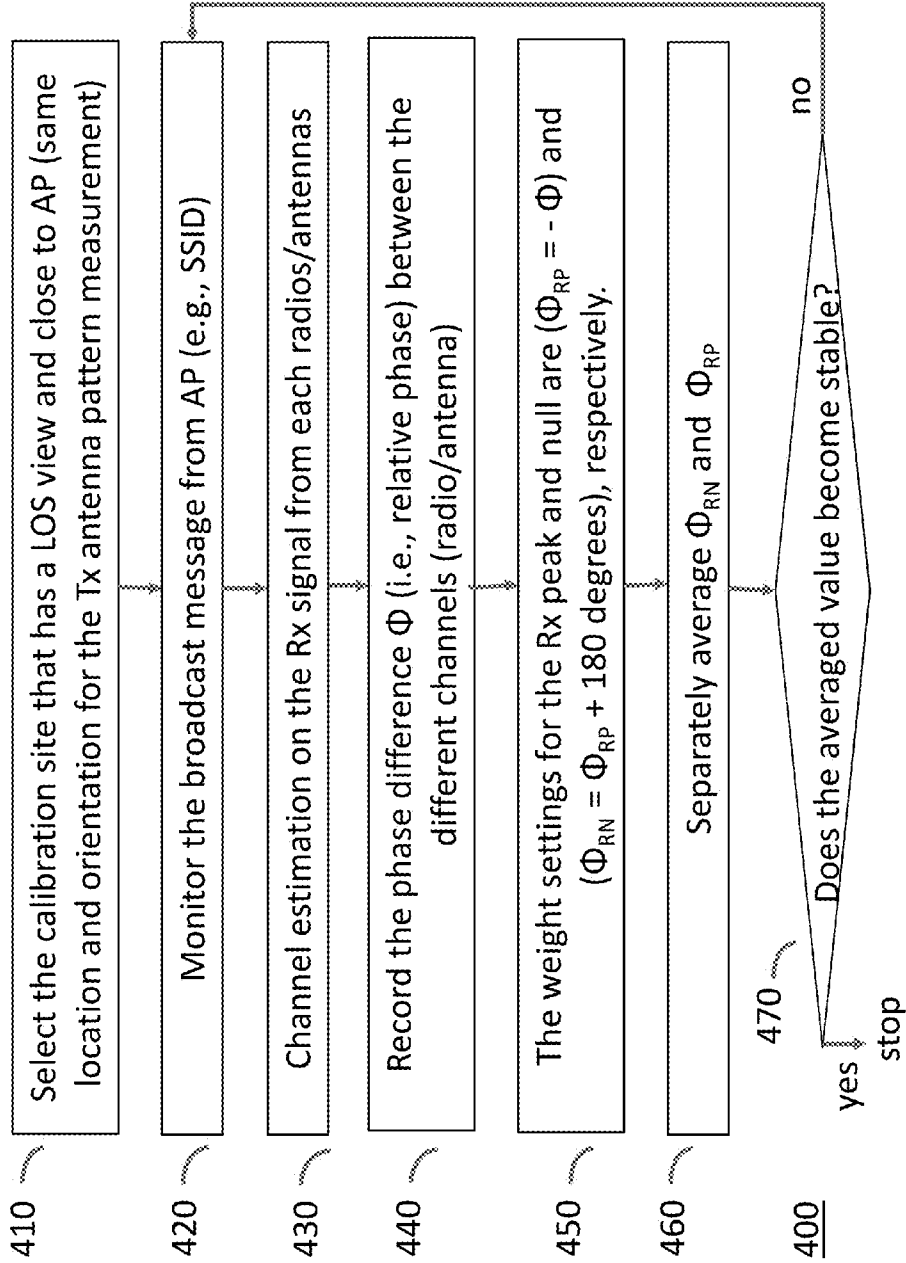 410
Select the calibration site that has a LOS view and close to AP (same
location and orientation for the Tx antenna pattern measurement)
420
Monitor the broadcast message from AP (e.g., SSID)
430
Channel estimation on the Rx signal from each radios/antennas
440
Record the phase difference Φ (i.e., relative phase) between the
different channels (radio/antenna)
450
The weight settings for the Rx peak and null are (Φ_RP = - Φ) and
(Φ_RN = Φ_RP + 180 degrees), respectively.
460
Separately average Φ_RN and Φ_RP
470
Does the averaged value become stable?
no
yes
stop
400